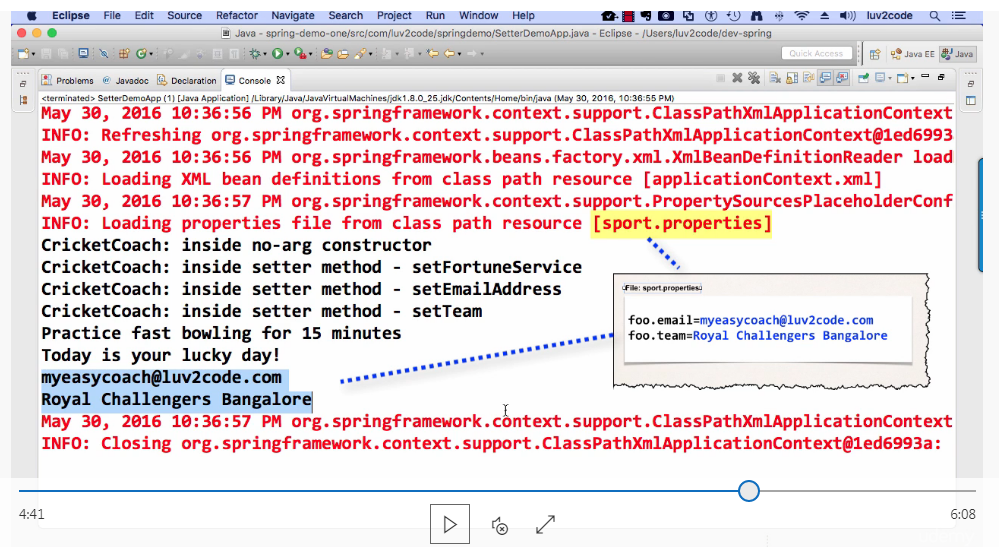 Eclipse File Edit Source Refactor Navigate Search Project Run Window Help luv2code
Java - spring-demo-one/src/com/luv2code/springdemo/SetterDemoApp.java - Eclipse - /Users/luv2code/dev-spring
Quick Access Java EE Java
Problems Javadoc Declaration Console
<terminated> SetterDemoApp (1) [Java Application] /Library/Java/JavaVirtualMachines/jdk1.8.0_25.jdk/Contents/Home/bin/java (May 30, 2016, 10:36:55 PM)
May 30, 2016 10:36:56 PM org.springframework.context.support.ClassPathXmlApplicationContext
INFO: Refreshing org.springframework.context.support.ClassPathXmlApplicationContext@1ed6993
May 30, 2016 10:36:56 PM org.springframework.beans.factory.xml.XmlBeanDefinitionReader load
INFO: Loading XML bean definitions from class path resource [applicationContext.xml]
May 30, 2016 10:36:57 PM org.springframework.context.support.PropertySourcesPlaceholderConf
INFO: Loading properties file from class path resource [sport.properties]
CricketCoach: inside no-arg constructor
CricketCoach: inside setter method - setFortuneService
CricketCoach: inside setter method - setEmailAddress
CricketCoach: inside setter method - setTeam
Practice fast bowling for 15 minutes
Today is your lucky day!
myeasycoach@luv2code.com
Royal Challengers Bangalore
File: sport.properties
foo.email=myeasycoach@luv2code.com
foo.team=Royal Challengers Bangalore
May 30, 2016 10:36:57 PM org.springframework.context.support.ClassPathXmlApplicationContext
INFO: Closing org.springframework.context.support.ClassPathXmlApplicationContext@1ed6993a:
4:41 6:08